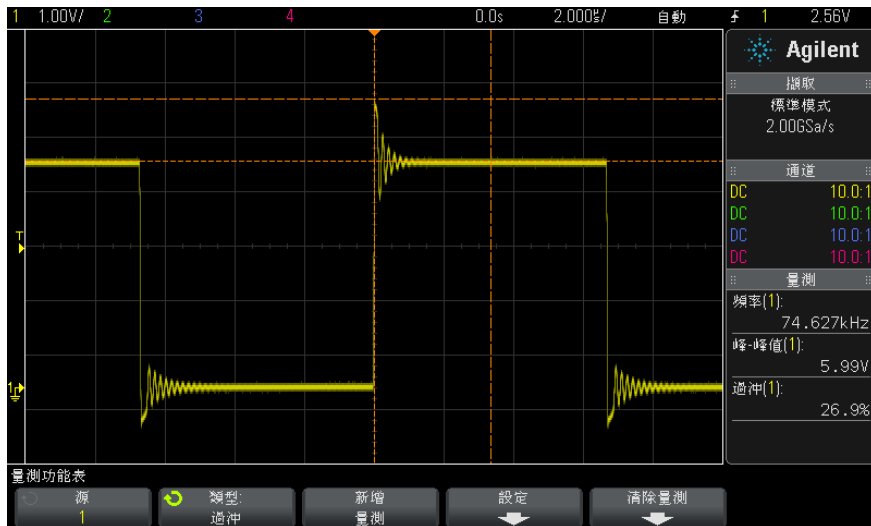 1 1.00V/ 2 3 4 0.0s 2.000µs/ 自動 1 2.56V
Agilent
擷取
標準模式
2.00GSa/s
通道
DC 10.0:1
DC 10.0:1
DC 10.0:1
DC 10.0:1
量測
頻率(1):
74.627kHz
峰-峰值(1):
5.99V
過沖(1):
26.9%
T
1
量測功能表
源
1
類型:
過沖
新增
量測
設定
清除量測